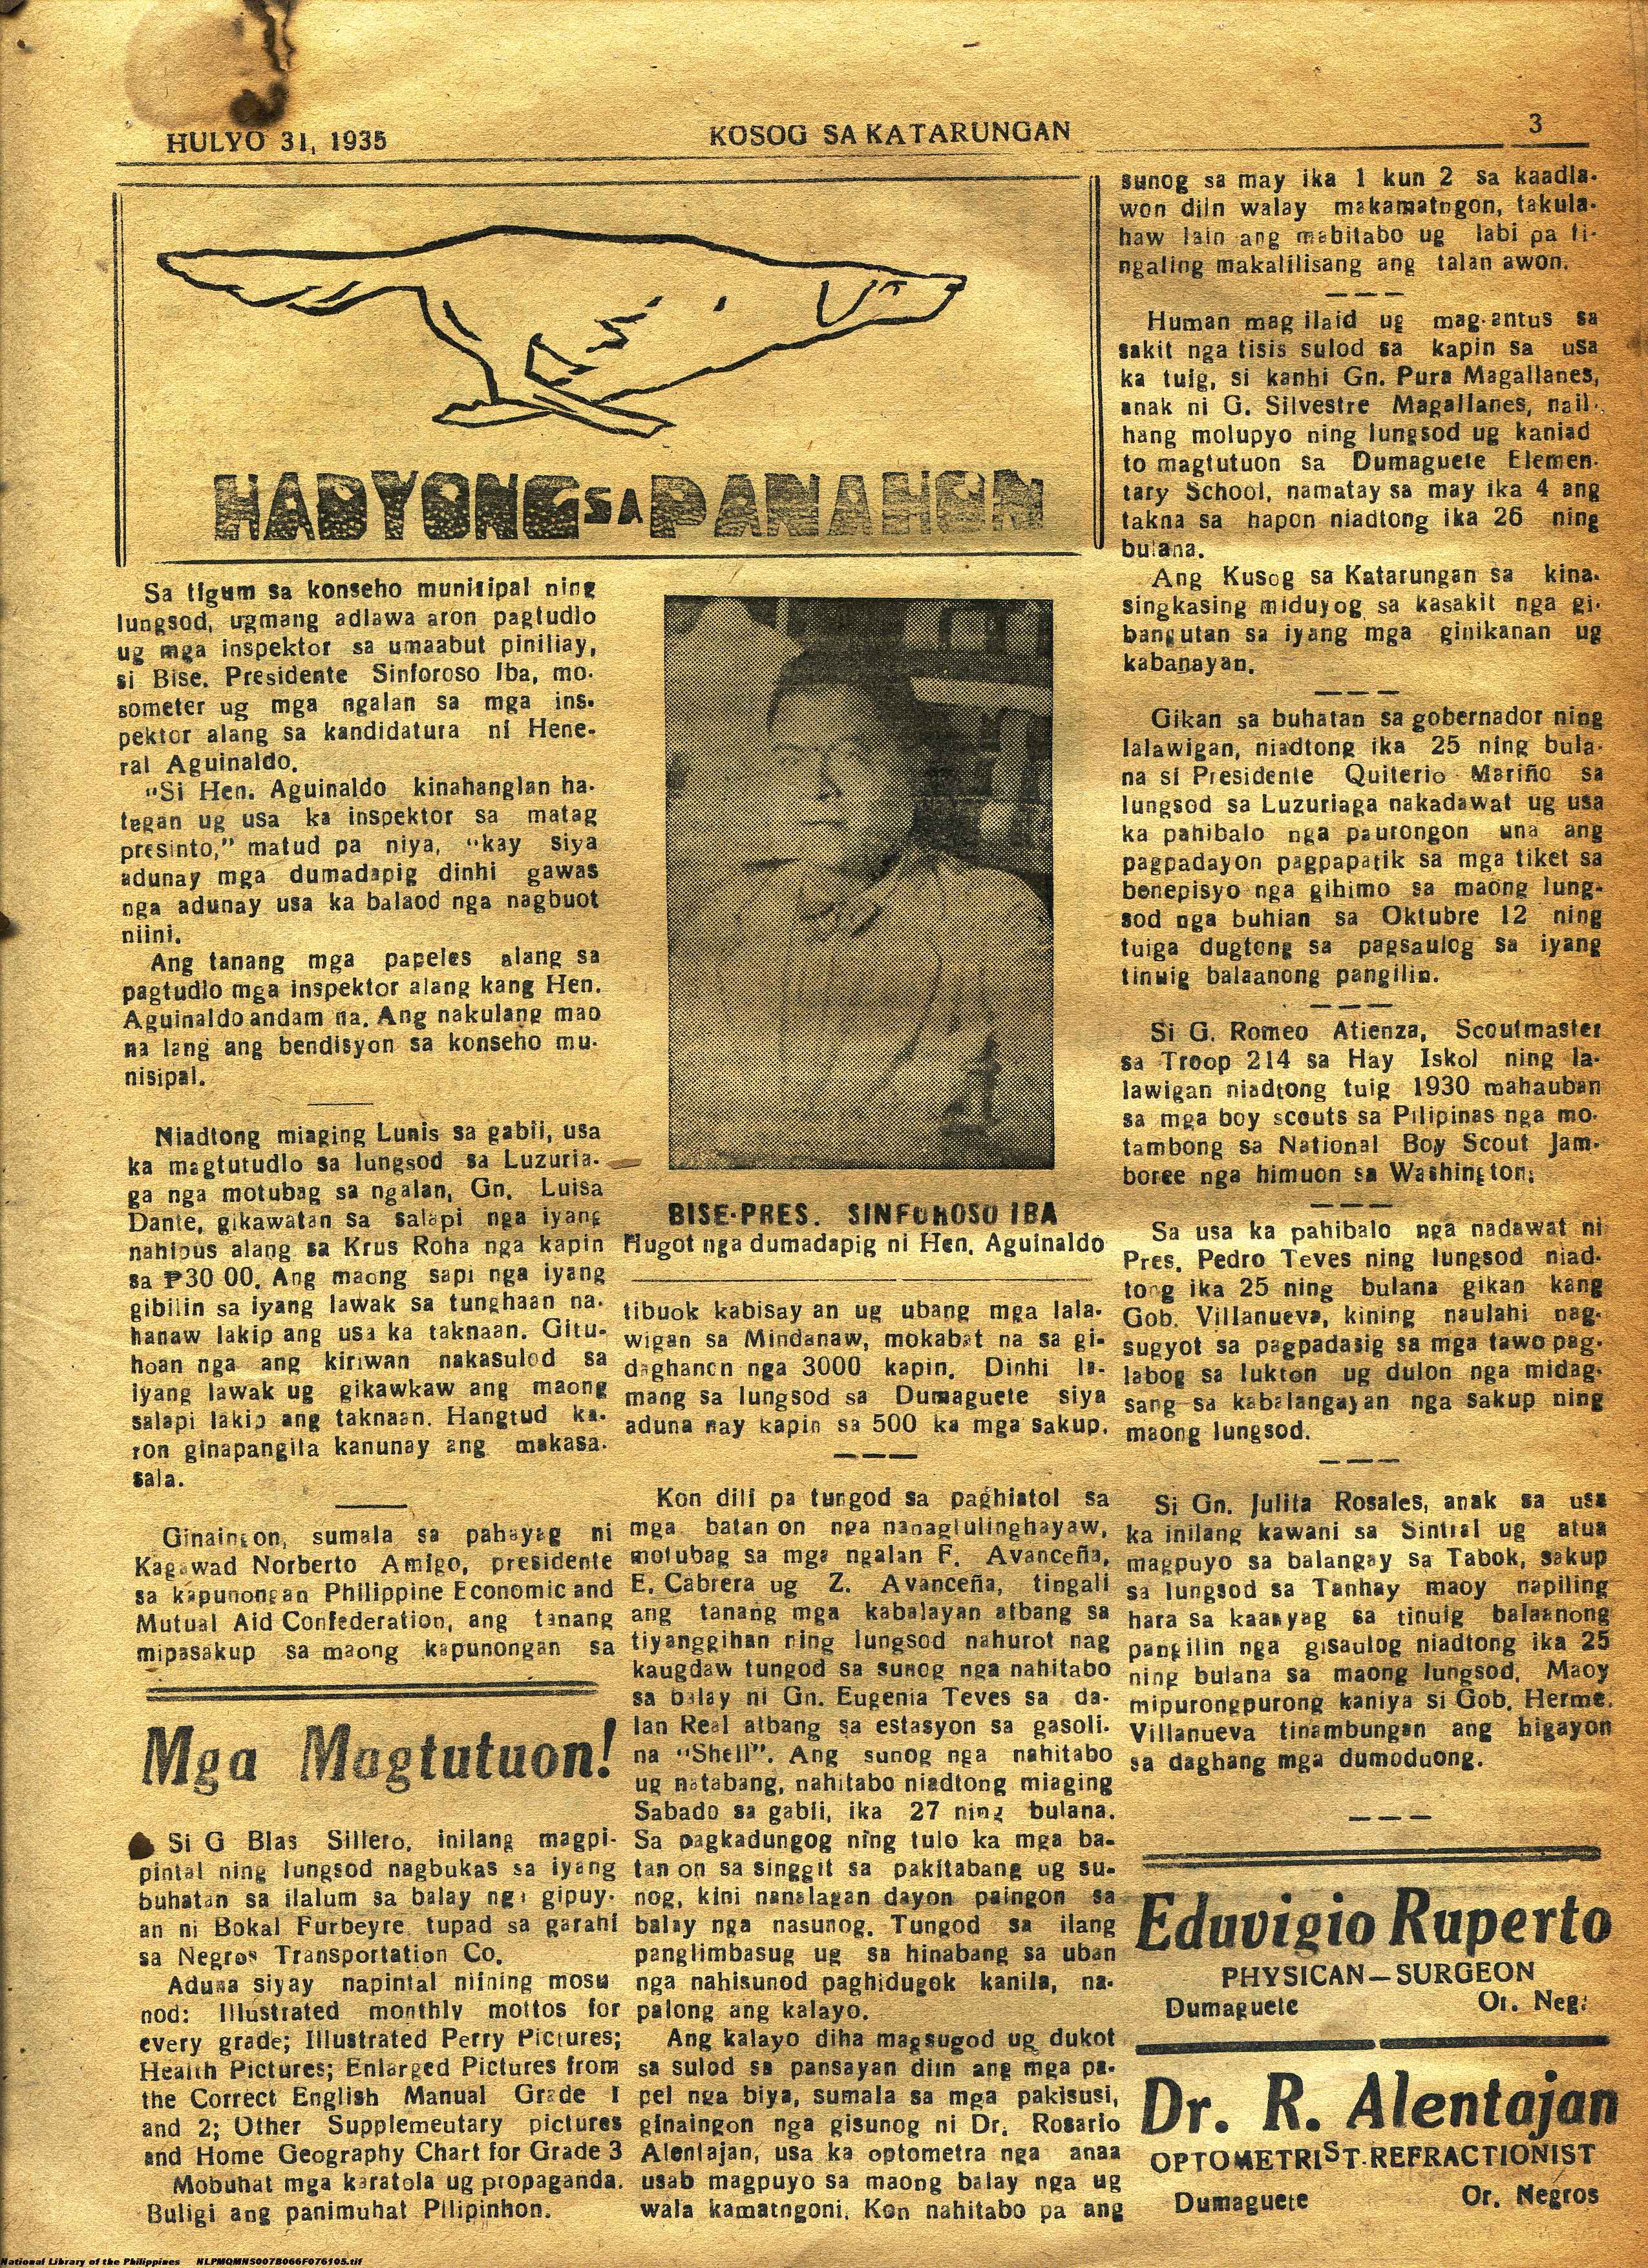 HULYO 31, 1935
KOSOG SA KATARUNGAN
3
HADYONG SA PANAHON
Sa tigum sa konseho munisipal ning
lungsod, ugmang adlawa aron pagtudlo
ug mga inspektor sa umaabut piniliay,
si Bise. Presidente Sinforoso Iba, mo-
someter ug mga ngalan sa mga ins-
pektor alang sa kandidatura ni Hene-
ral Aguinaldo.
"Si Hen. Aguinaldo kinahanglan ha-
tagan ug usa ka inspektor sa matag
presinto," matud pa niya, "kay siya
adunay mga dumadapig dinhi gawas
nga adunay usa ka balaod nga nagbuot
niini.
Ang tanang mga papeles alang sa
pagtudlo mga inspektor alang kang Hen.
Aguinaldo andam na. Ang nakulang mao
na lang ang bendisyon sa konseho mu-
nisipal.
Niadtong miaging Lunis sa gabii, usa
ka magtutudlo sa lungsod sa Luzuria-
ga nga motubag sa ngalan, Gn. Luisa
Dante, gikawatan sa salapi nga iyang
nahipus alang sa Krus Roha nga kapin
sa ₱30 00. Ang maong sapi nga iyang
gibilin sa iyang lawak sa tunghaan na-
hanaw lakip ang usa ka taknaan. Gitu-
hoan nga ang kiriwan nakasulod sa
iyang lawak ug gikawkaw ang maong
salapi lakip ang taknaan. Hangtud ka-
ron ginapangita kanunay ang makasa-
sala.
Ginaingon, sumala sa pahayag ni
Kagawad Norberto Amigo, presidente
sa kapunongan Philippine Economic and
Mutual Aid Confederation, ang tanang
mipasakup sa maong kapunongan sa
Mga Magtutuon!
Si G Blas Sillero, inilang magpi-
pintal ning lungsod nagbukas sa iyang
buhatan sa ilalum sa balay nga gipuy-
an ni Bokal Furbeyre tupad sa garahi
sa Negros Transportation Co.
Aduna siyay napintal niining mosu
nod: Illustrated monthly mottos for
every grade; Illustrated Perry Pictures;
Health Pictures; Enlarged Pictures from
the Correct English Manual Grade I
and 2; Other Supplemeutary pictures
and Home Geography Chart for Grade 3
Mobuhat mga karatola ug propaganda.
Buligi ang panimuhat Pilipinhon.
BISE-PRES. SINFOROSO IBA
Hugot nga dumadapig ni Hen. Aguinaldo
tibuok kabisay an ug ubang mga lala-
wigan sa Mindanaw, mokabat na sa gi-
daghanon nga 3000 kapin. Dinhi la-
mang sa lungsod sa Dumaguete siya
aduna nay kapin sa 500 ka mga sakup.
Kon dili pa tungod sa paghiatol sa
mga batan on nga nanagtulinghayaw,
motubag sa mga ngalan F. Avanceña,
E. Cabrera ug Z. Avanceña, tingali
ang tanang mga kabalayan atbang sa
tiyanggihan ning lungsod nahurot nag
kaugdaw tungod sa sunog nga nahitabo
sa balay ni Gn. Eugenia Teves sa da-
lan Real atbang sa estasyon sa gasoli-
na "Shell". Ang sunog nga nahitabo
ug natabang, nahitabo niadtong miaging
Sabado sa gabii, ika 27 ning bulana.
Sa pagkadungog ning tulo ka mga ba-
tan on sa singgit sa pakitabang ug su-
nog, kini nanalagan dayon paingon sa
balay nga nasunog. Tungod sa ilang
panglimbasug ug sa hinabang sa uban
nga nahisunod paghidugok kanila, na-
palong ang kalayo.
Ang kalayo diha magsugod ug dukot
sa sulod sa pansayan diin ang mga pa-
pel nga biya, sumala sa mga pakisusi,
ginaingon nga gisunog ni Dr. Rosario
Alentajan, usa ka optometra nga anaa
usab magpuyo sa maong balay nga ug
wala kamatngoni. Kon nahitabo pa ang
sunog sa may ika 1 kun 2 sa kaadla-
won diin walay makamatngon, takula-
haw lain ang mahitabo ug labi pa ti-
ngaling makalilisang ang talan awon.
Human mag ilaid ug mag-antus sa
sakit nga tisis sulod sa kapin sa usa
ka tuig, si kanhi Gn. Pura Magallanes,
anak ni G. Silvestre Magallanes, nail-
hang molupyo ning lungsod ug kaniad
to magtutuon sa Dumaguete Elemen-
tary School, namatay sa may ika 4 ang
takna sa hapon niadtong ika 26 ning
bulana.
Ang Kusog sa Katarungan sa kina-
singkasing miduyog sa kasakit nga gi-
bangutan sa iyang mga ginikanan ug
kabanayan.
Gikan sa buhatan sa gobernador ning
lalawigan, niadtong ika 25 ning bula-
na si Presidente Quiterio Mariño sa
lungsod sa Luzuriaga nakadawat ug usa
ka pahibalo nga paurongon una ang
pagpadayon pagpapatik sa mga tiket sa
benepisyo nga gihimo sa maong lung-
sod nga buhian sa Oktubre 12 ning
tuiga dugtong sa pagsaulog sa iyang
tinuig balaanong pangilin.
Si G. Romeo Atienza, Scoutmaster
sa Troop 214 sa Hay Iskol ning la-
lawigan niadtong tuig 1930 mahauban
sa mga boy scouts sa Pilipinas nga mo-
tambong sa National Boy Scout Jam-
boree nga himuon sa Washington.
Sa usa ka pahibalo nga nadawat ni
Pres. Pedro Teves ning lungsod niad-
tong ika 25 ning bulana gikan kang
Gob. Villanueva, kining naulahi nag-
sugyot sa pagpadasig sa mga tawo pag-
labog sa lukton ug dulon nga midag-
sang sa kabalangayan nga sakup ning
maong lungsod.
Si Gn. Julita Rosales, anak sa usa
ka inilang kawani sa Sintral ug atua
magpuyo sa balangay sa Tabok, sakup
sa lungsod sa Tanhay maoy napiling
hara sa kaanyag sa tinuig balaanong
pangilin nga gisaulog niadtong ika 25
ning bulana sa maong lungsod. Maoy
mipurongpurong kaniya si Gob. Herme.
Villanueva tinambungan ang higayon
sa daghang mga dumoduong.
Eduvigio Ruperto
PHYSICAN—SURGEON
Dumaguete Or. Neg.
Dr. R. Alentajan
OPTOMETRIST-REFRACTIONIST
Dumaguete Or. Negros
National Library of the Philippines NLPMQMNS007B066F076105.tif